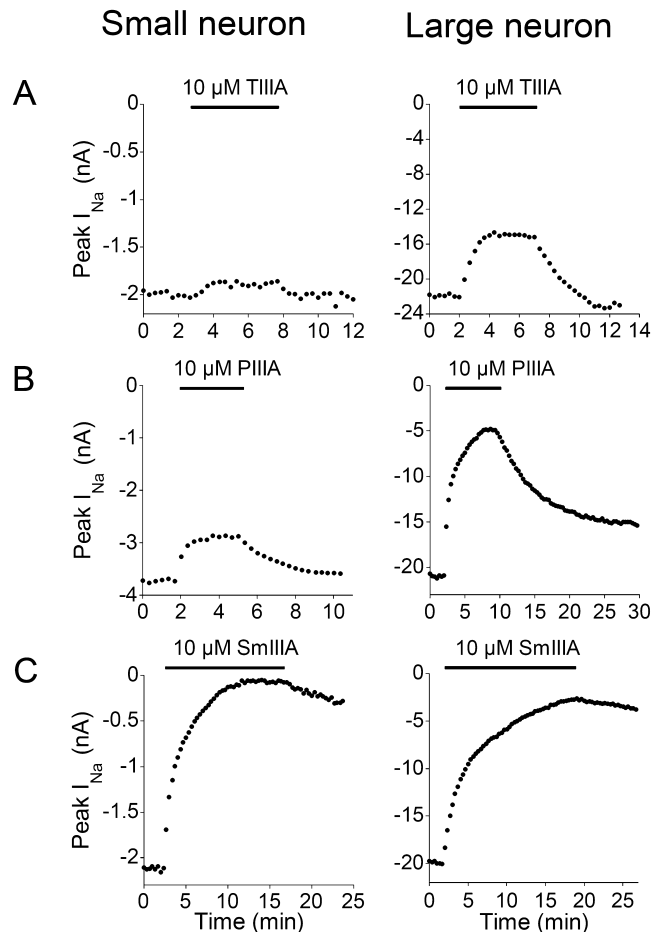 Small neuron
Large neuron
A
10 µM TIIIA
Peak I_Na (nA)
0
-0.5
-1
-1.5
-2
0 2 4 6 8 10 12
10 µM TIIIA
0
-4
-8
-12
-16
-20
-24
0 2 4 6 8 10 12 14
B
10 µM PIIIA
Peak I_Na (nA)
0
-1
-2
-3
-4
0 2 4 6 8 10
10 µM PIIIA
0
-5
-10
-15
-20
0 5 10 15 20 25 30
C
10 µM SmIIIA
Peak I_Na (nA)
0
-0.5
-1
-1.5
-2
0 5 10 15 20 25
Time (min)
10 µM SmIIIA
0
-5
-10
-15
-20
0 5 10 15 20 25
Time (min)